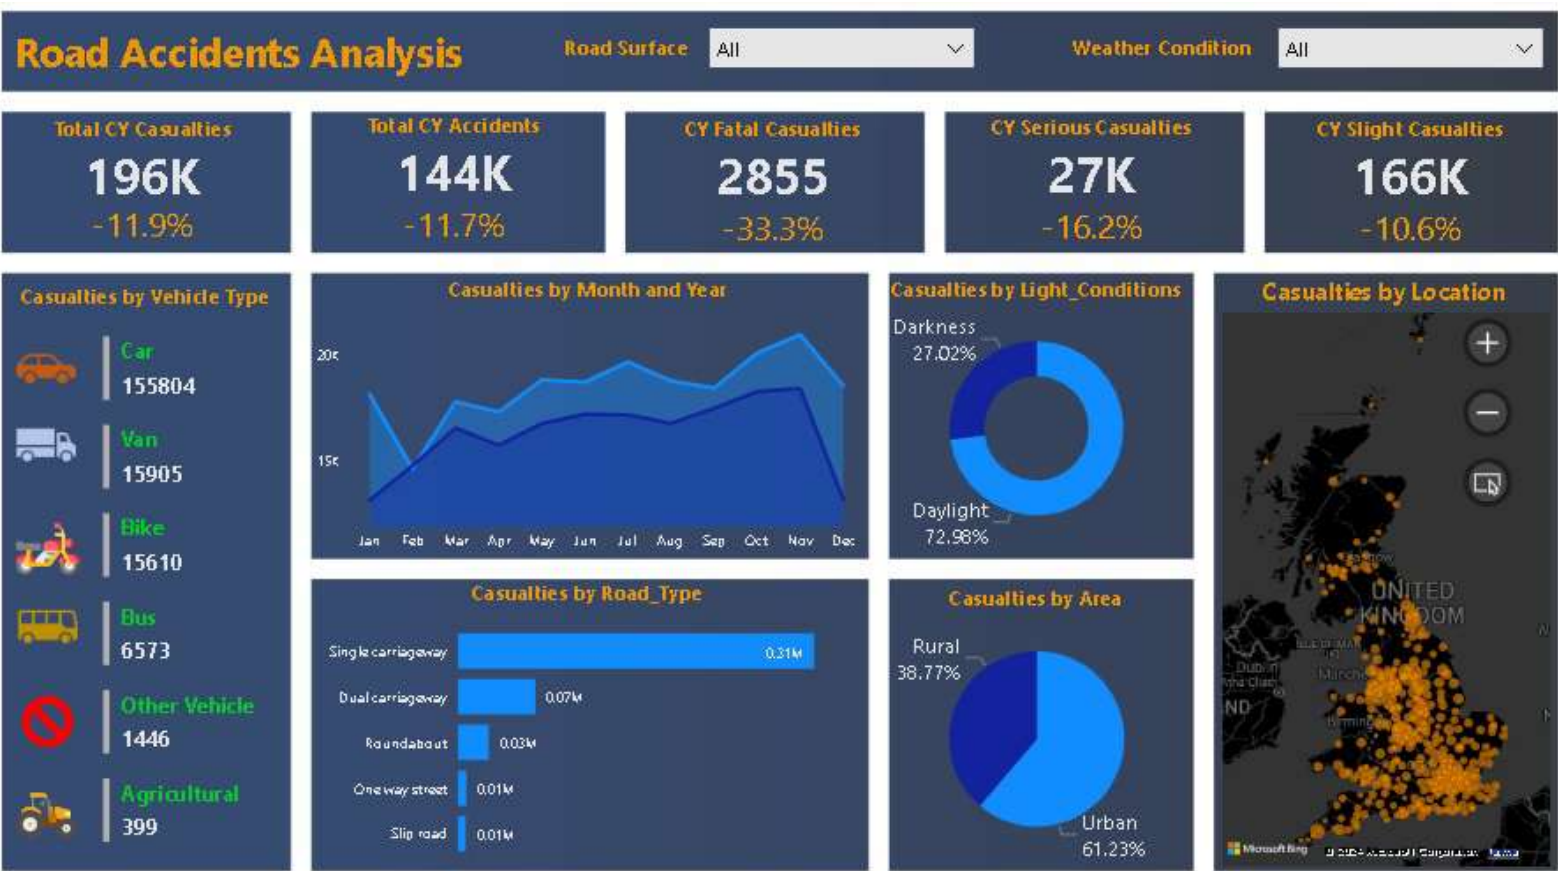 Road Accidents Analysis
Road Surface
All
Weather Condition
All
Total CY Casualties
196K
-11.9%
Total CY Accidents
144K
-11.7%
CY Fatal Casualties
2855
-33.3%
CY Serious Casualties
27K
-16.2%
CY Slight Casualties
166K
-10.6%
Casualties by Vehicle Type
Car
155804
Van
15905
Bike
15610
Bus
6573
Other Vehicle
1446
Agricultural
399
Casualties by Month and Year
20K
15K
Jan Feb Mar Apr May Jun Jul Aug Sep Oct Nov Dec
Casualties by Road_Type
Single carriageway
0.31M
Dual carriageway
0.07M
Roundabout
0.03M
One way street
0.01M
Slip road
0.01M
Casualties by Light_Conditions
Darkness
27.02%
Daylight
72.98%
Casualties by Area
Rural
38.77%
Urban
61.23%
Casualties by Location
UNITED
KINGDOM
ISLE OF MAN
Dublin
ND
Microsoft Bing